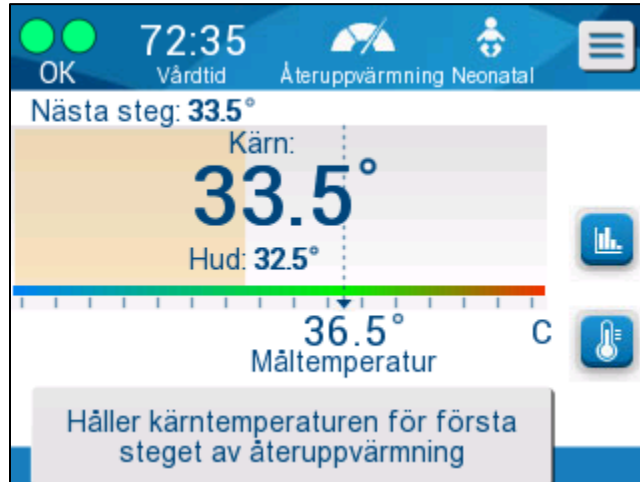 OK
72:35
Vårdtid
Återuppvärmning
Neonatal
Nästa steg: 33.5°
Kärn:
33.5°
Hud: 32.5°
36.5°
C
Måltemperatur
Håller kärntemperaturen för första
steget av återuppvärmning